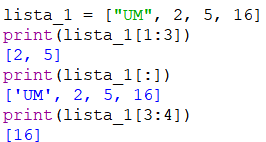 lista_1 = ["UM", 2, 5, 16]
print(lista_1[1:3])
[2, 5]
print(lista_1[:])
['UM', 2, 5, 16]
print(lista_1[3:4])
[16]